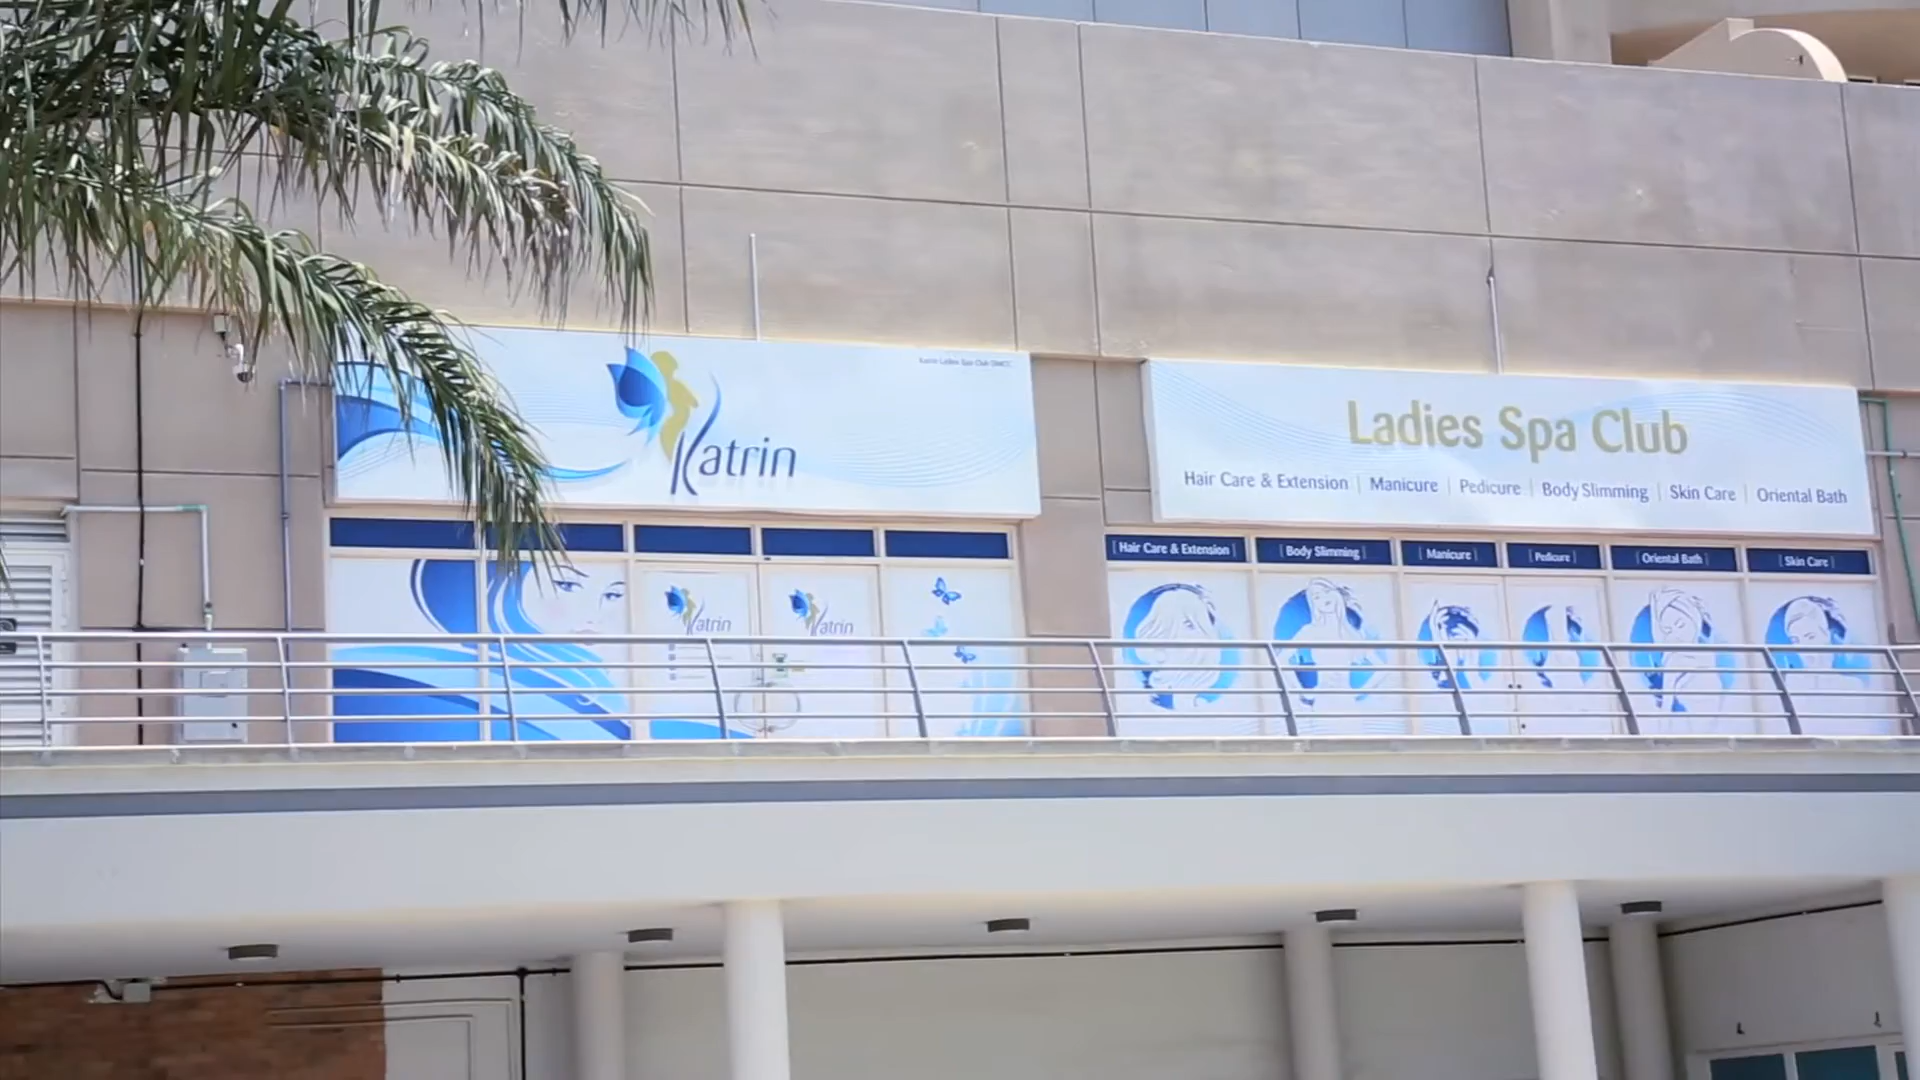 Katrin Ladies Spa Club DMCC
Katrin
Ladies Spa Club
Hair Care & Extension | Manicure | Pedicure | Body Slimming | Skin Care | Oriental Bath
[ Hair Care & Extension ]
[ Body Slimming ]
[ Manicure ]
[ Pedicure ]
[ Oriental Bath ]
[ Skin Care ]
Katrin
Katrin